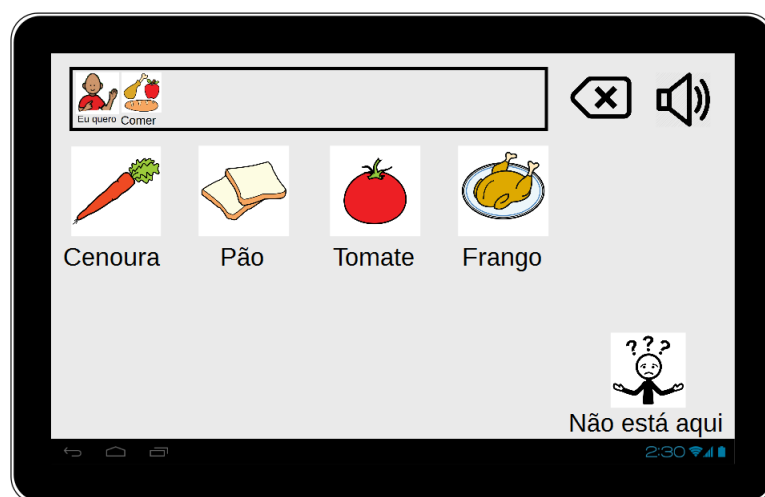 Eu quero Comer
Cenoura Pão Tomate Frango
???
Não está aqui
2:30